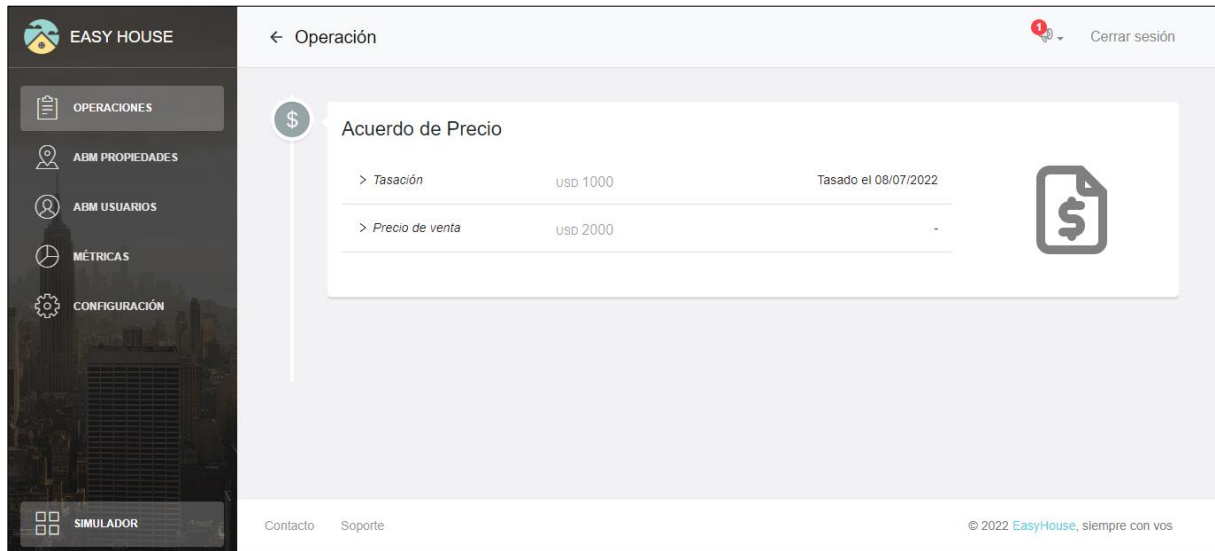 EASY HOUSE
← Operación
1
Cerrar sesión
OPERACIONES
ABM PROPIEDADES
ABM USUARIOS
MÉTRICAS
CONFIGURACIÓN
SIMULADOR
$
Acuerdo de Precio
> Tasación USD 1000 Tasado el 08/07/2022
> Precio de venta USD 2000 -
$
Contacto Soporte © 2022 EasyHouse, siempre con vos